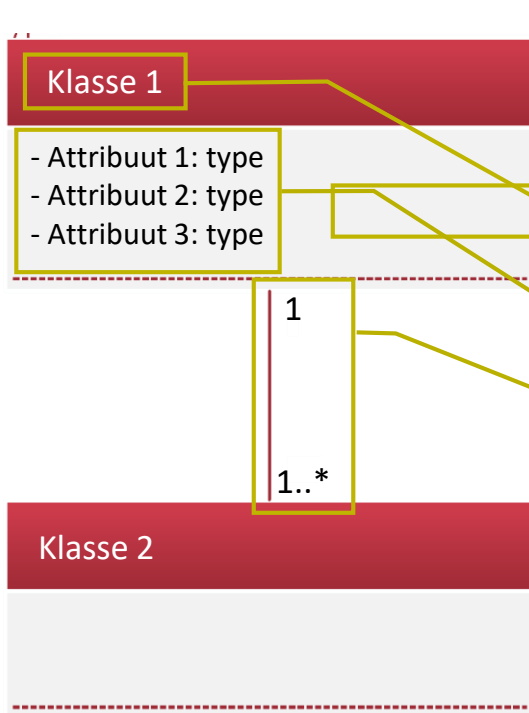 Klasse 1
- Attribuut 1: type
- Attribuut 2: type
- Attribuut 3: type
1
1..*
Klasse 2